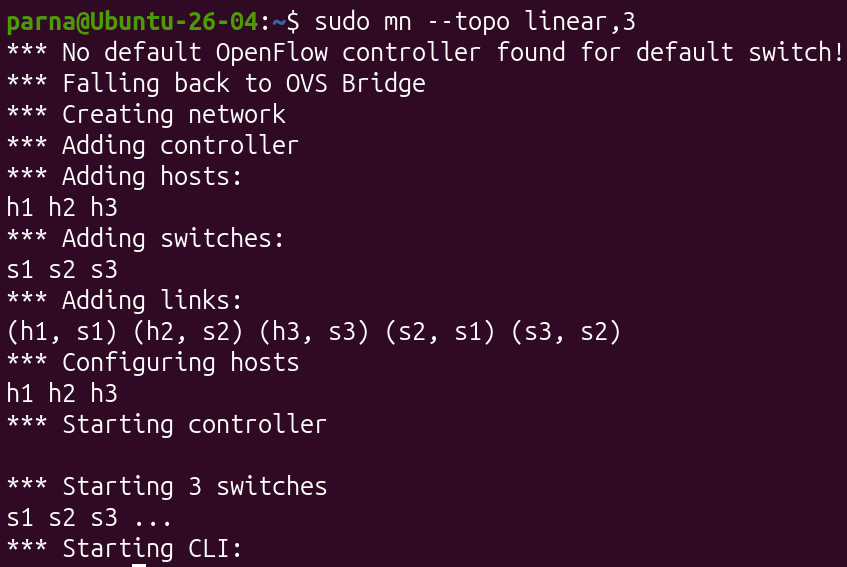 parna@Ubuntu-26-04:~$ sudo mn --topo linear,3
*** No default OpenFlow controller found for default switch!
*** Falling back to OVS Bridge
*** Creating network
*** Adding controller
*** Adding hosts:
h1 h2 h3
*** Adding switches:
s1 s2 s3
*** Adding links:
(h1, s1) (h2, s2) (h3, s3) (s2, s1) (s3, s2)
*** Configuring hosts
h1 h2 h3
*** Starting controller

*** Starting 3 switches
s1 s2 s3 ...
*** Starting CLI: